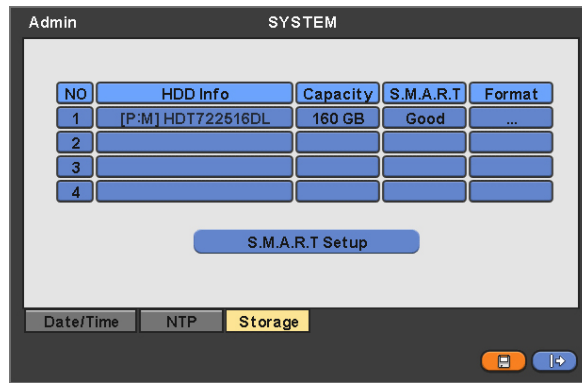 Admin SYSTEM
NO HDD Info Capacity S.M.A.R.T Format
1 [P:M] HDT722516DL 160 GB Good ...
2
3
4
S.M.A.R.T Setup
Date/Time NTP Storage